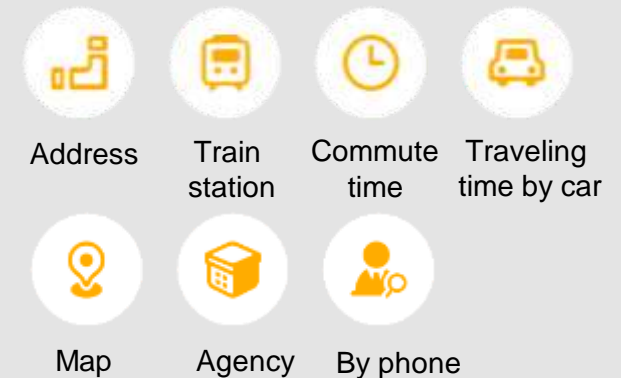 Address
Train
station
Commute
time
Traveling
time by car
Map
Agency
By phone